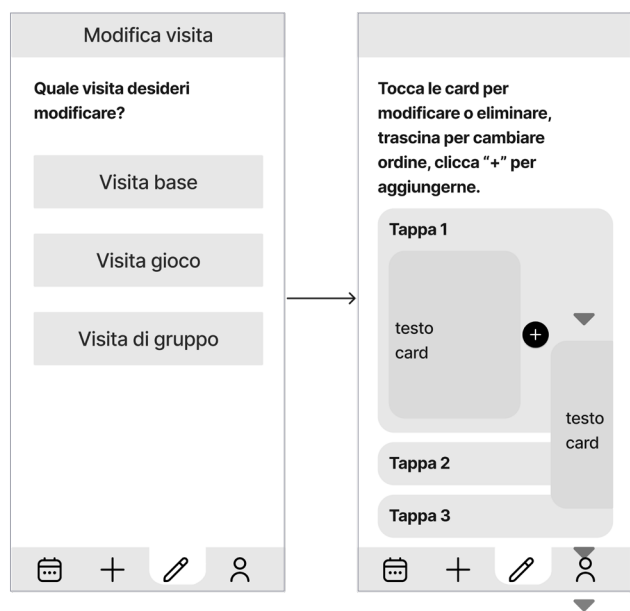 Modifica visita
Quale visita desideri
modificare?
Visita base
Visita gioco
Visita di gruppo
Tocca le card per
modificare o eliminare,
trascina per cambiare
ordine, clicca “+” per
aggiungerne.
Tappa 1
testo
card
testo
card
Tappa 2
Tappa 3